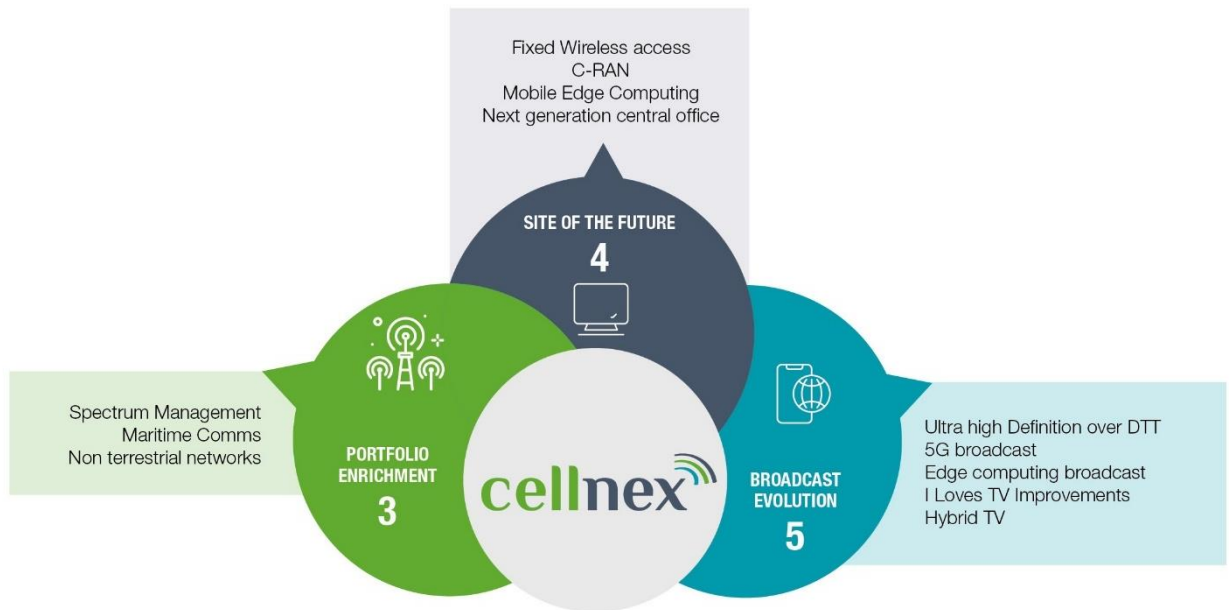 Fixed Wireless access
C-RAN
Mobile Edge Computing
Next generation central office
SITE OF THE FUTURE
4
Spectrum Management
Maritime Comms
Non terrestrial networks
PORTFOLIO
ENRICHMENT
3
cellnex
BROADCAST
EVOLUTION
5
Ultra high Definition over DTT
5G broadcast
Edge computing broadcast
I Loves TV Improvements
Hybrid TV